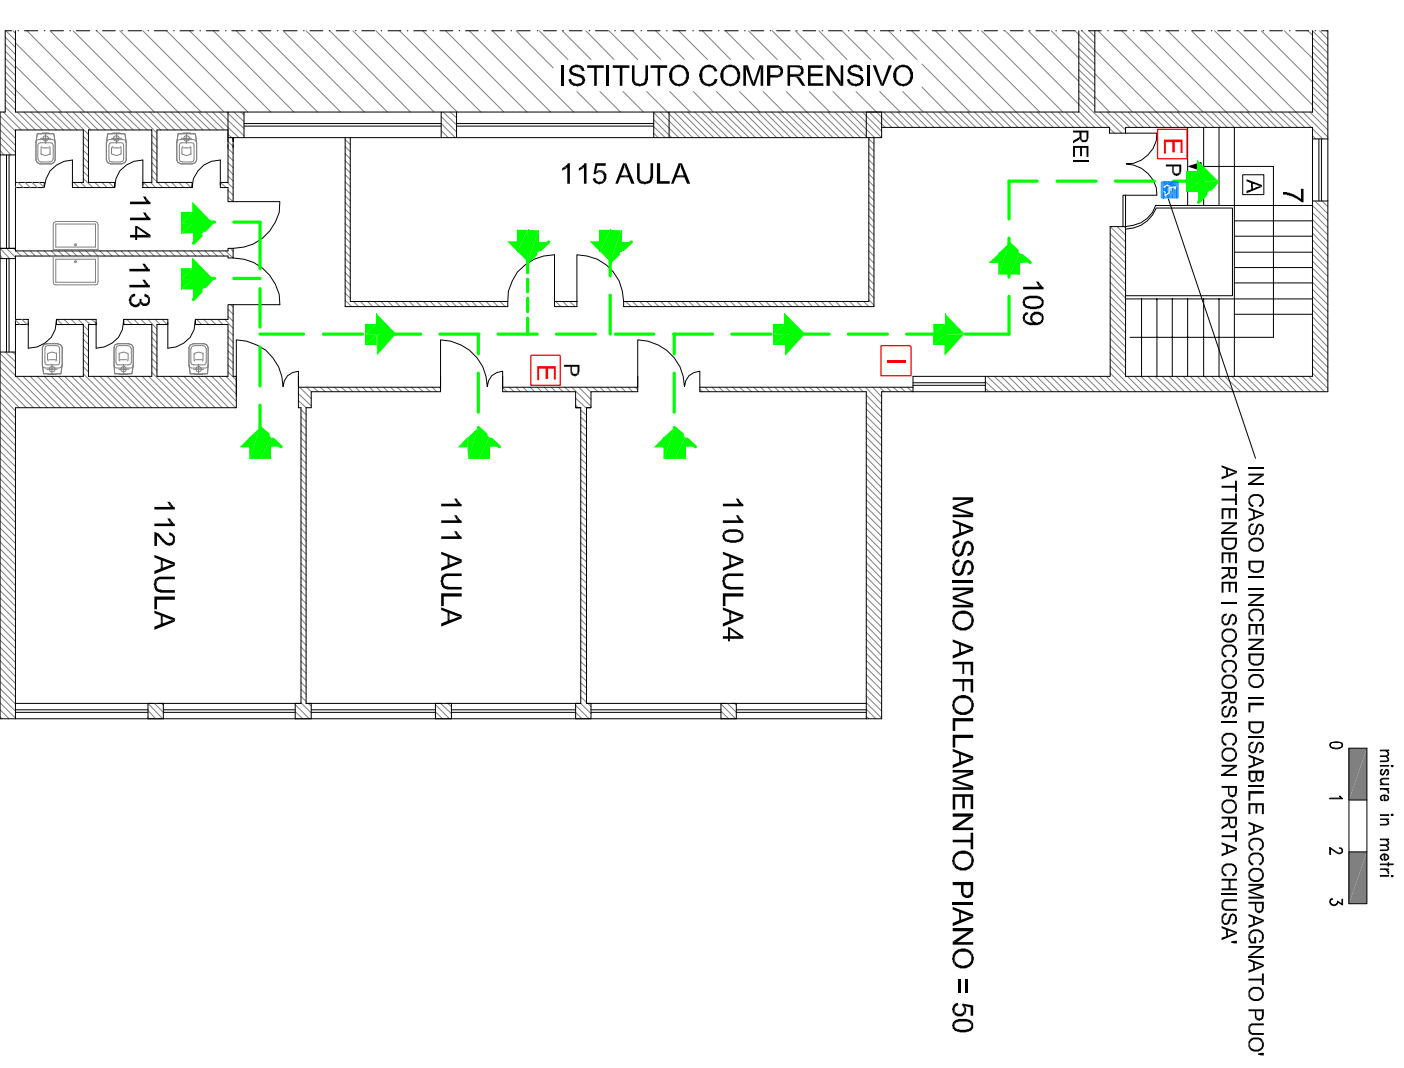 ISTITUTO COMPRENSIVO
115 AULA
REI
E
P
A
7
114
113
109
I
E
P
112 AULA
111 AULA
110 AULA4
MASSIMO AFFOLLAMENTO PIANO = 50
IN CASO DI INCENDIO IL DISABILE ACCOMPAGNATO PUO'
ATTENDERE I SOCCORSI CON PORTA CHIUSA'
misure in metri
0 1 2 3